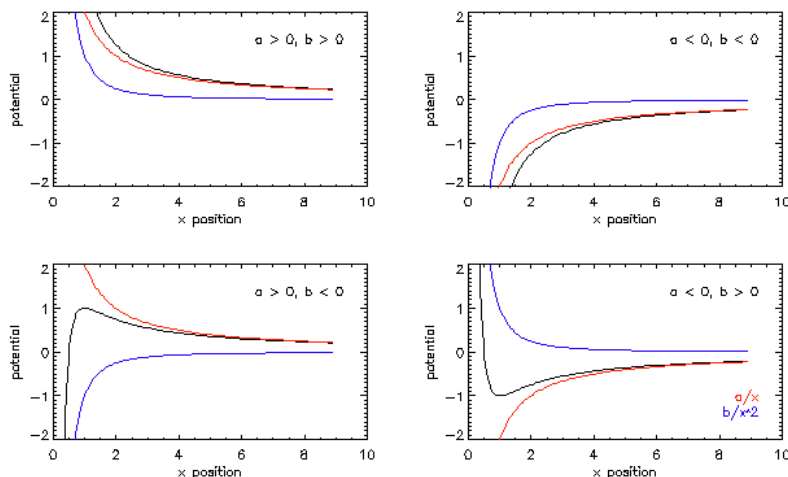 2
1
0
-1
-2
potential
a > 0, b > 0
0 2 4 6 8 10
x position
2
1
0
-1
-2
potential
a < 0, b < 0
0 2 4 6 8 10
x position
2
1
0
-1
-2
potential
a > 0, b < 0
0 2 4 6 8 10
x position
2
1
0
-1
-2
potential
a < 0, b > 0
a/x
b/x^2
0 2 4 6 8 10
x position